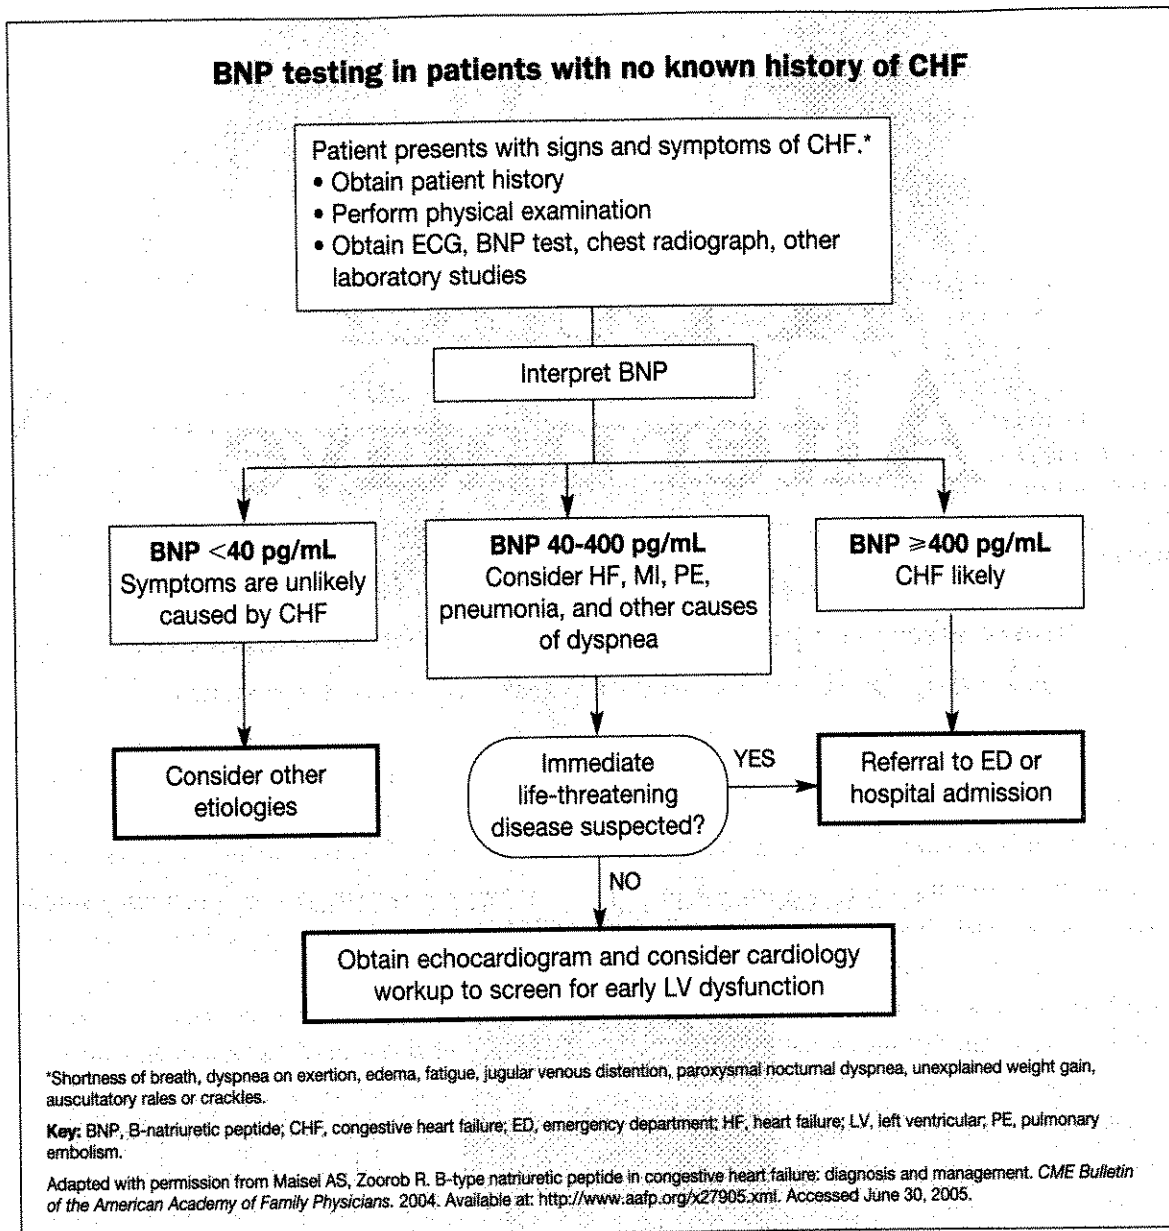 BNP testing in patients with no known history of CHF
Patient presents with signs and symptoms of CHF.*
• Obtain patient history
• Perform physical examination
• Obtain ECG, BNP test, chest radiograph, other
laboratory studies
Interpret BNP
BNP <40 pg/mL
Symptoms are unlikely
caused by CHF
BNP 40-400 pg/mL
Consider HF, MI, PE,
pneumonia, and other causes
of dyspnea
BNP ⩾400 pg/mL
CHF likely
Consider other
etiologies
Immediate
life-threatening
disease suspected?
YES
Referral to ED or
hospital admission
NO
Obtain echocardiogram and consider cardiology
workup to screen for early LV dysfunction
*Shortness of breath, dyspnea on exertion, edema, fatigue, jugular venous distention, paroxysmal nocturnal dyspnea, unexplained weight gain,
auscultatory rales or crackles.
Key: BNP, B-natriuretic peptide; CHF, congestive heart failure; ED, emergency department; HF, heart failure; LV, left ventricular; PE, pulmonary
embolism.
Adapted with permission from Maisel AS, Zoorob R. B-type natriuretic peptide in congestive heart failure: diagnosis and management. CME Bulletin
of the American Academy of Family Physicians. 2004. Available at: http://www.aafp.org/x27905.xml. Accessed June 30, 2005.